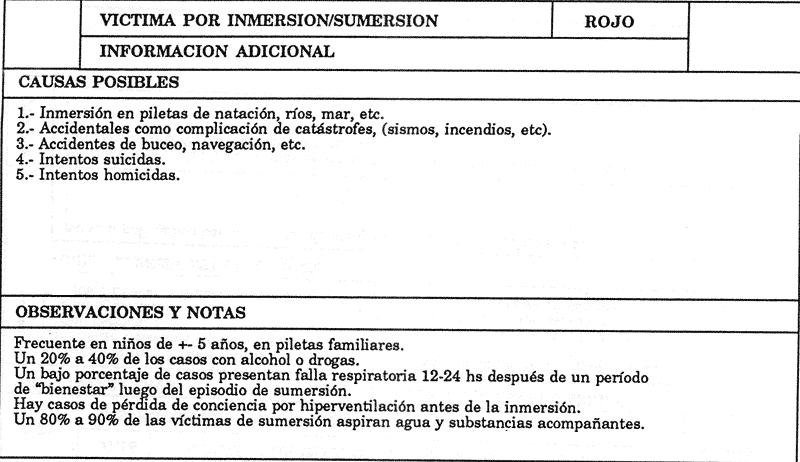 VICTIMA POR INMERSION/SUMERSION
ROJO
INFORMACION ADICIONAL
CAUSAS POSIBLES
1.- Inmersión en piletas de natación, ríos, mar, etc.
2.- Accidentales como complicación de catástrofes, (sismos, incendios, etc).
3.- Accidentes de buceo, navegación, etc.
4.- Intentos suicidas.
5.- Intentos homicidas.
OBSERVACIONES Y NOTAS
Frecuente en niños de +- 5 años, en piletas familiares.
Un 20% a 40% de los casos con alcohol o drogas.
Un bajo porcentaje de casos presentan falla respiratoria 12-24 hs después de un período
de "bienestar" luego del episodio de sumersión.
Hay casos de pérdida de conciencia por hiperventilación antes de la inmersión.
Un 80% a 90% de las víctimas de sumersión aspiran agua y substancias acompañantes.